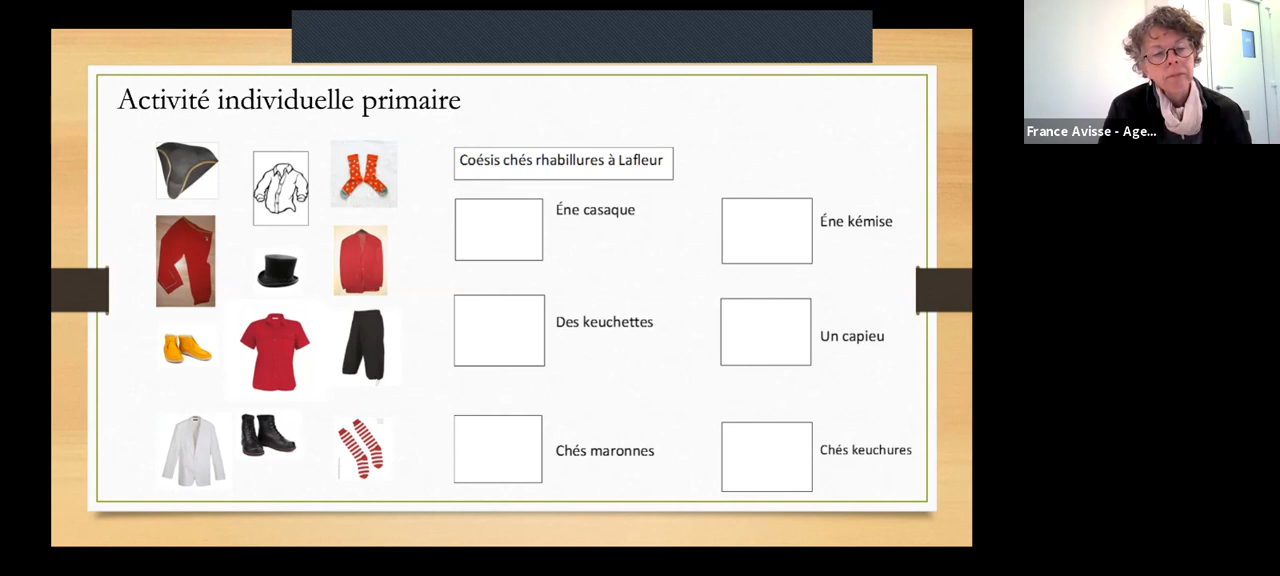 Activité individuelle primaire
Coésis chés rhabillures à Lafleur
Éne casaque
Éne kémise
Des keuchettes
Un capieu
Chés maronnes
Chés keuchures
France Avisse - Age...